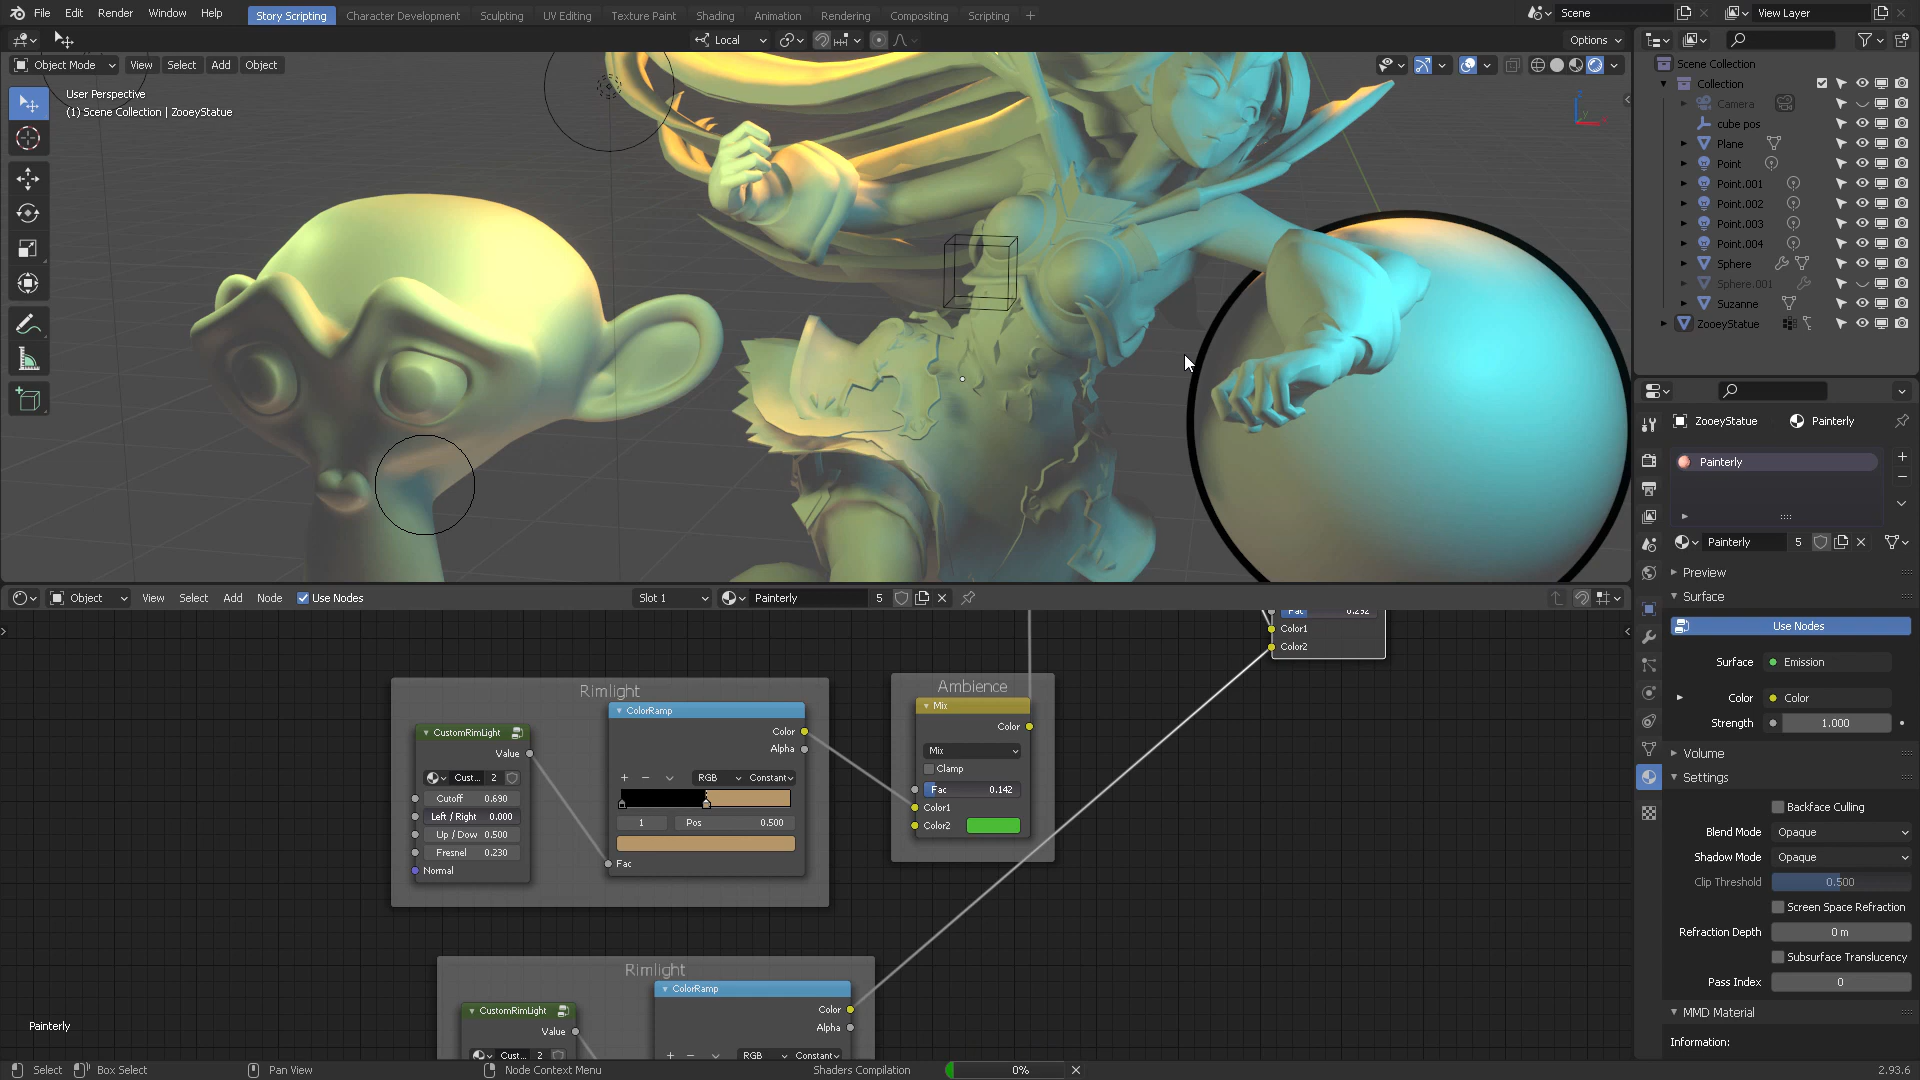 File Edit Render Window Help Story Scripting Character Development Sculpting UV Editing Texture Paint Shading Animation Rendering Compositing Scripting + Scene View Layer
Local Options
Object Mode View Select Add Object
User Perspective
(1) Scene Collection | ZooeyStatue
Scene Collection
Collection
Camera
cube pos
Plane
Point
Point.001
Point.002
Point.003
Point.004
Sphere
Sphere.001
Suzanne
ZooeyStatue
ZooeyStatue Painterly
Painterly
Painterly 5
Preview
Surface
Use Nodes
Surface Emission
Color Color
Strength 1.000
Volume
Settings
Backface Culling
Blend Mode Opaque
Shadow Mode Opaque
Clip Threshold 0.500
Screen Space Refraction
Refraction Depth 0 m
Subsurface Translucency
Pass Index 0
MMD Material
Information:
Object View Select Add Node Use Nodes Slot 1 Painterly 5
Fac 0.292
Color1
Color2
Rimlight
CustomRimLight
Value
Cust... 2
Cutoff 0.690
Left / Right 0.000
Up / Dow 0.500
Fresnel 0.230
Normal
ColorRamp
Color
Alpha
+ − RGB Constant
1 Pos 0.500
Fac
Ambience
Mix
Color
Mix
Clamp
Fac 0.142
Color1
Color2
Rimlight
CustomRimLight
Value
Cust... 2
ColorRamp
Color
Alpha
+ − RGB Constant
Painterly
Select Box Select Pan View Node Context Menu Shaders Compilation 0% 2.93.6